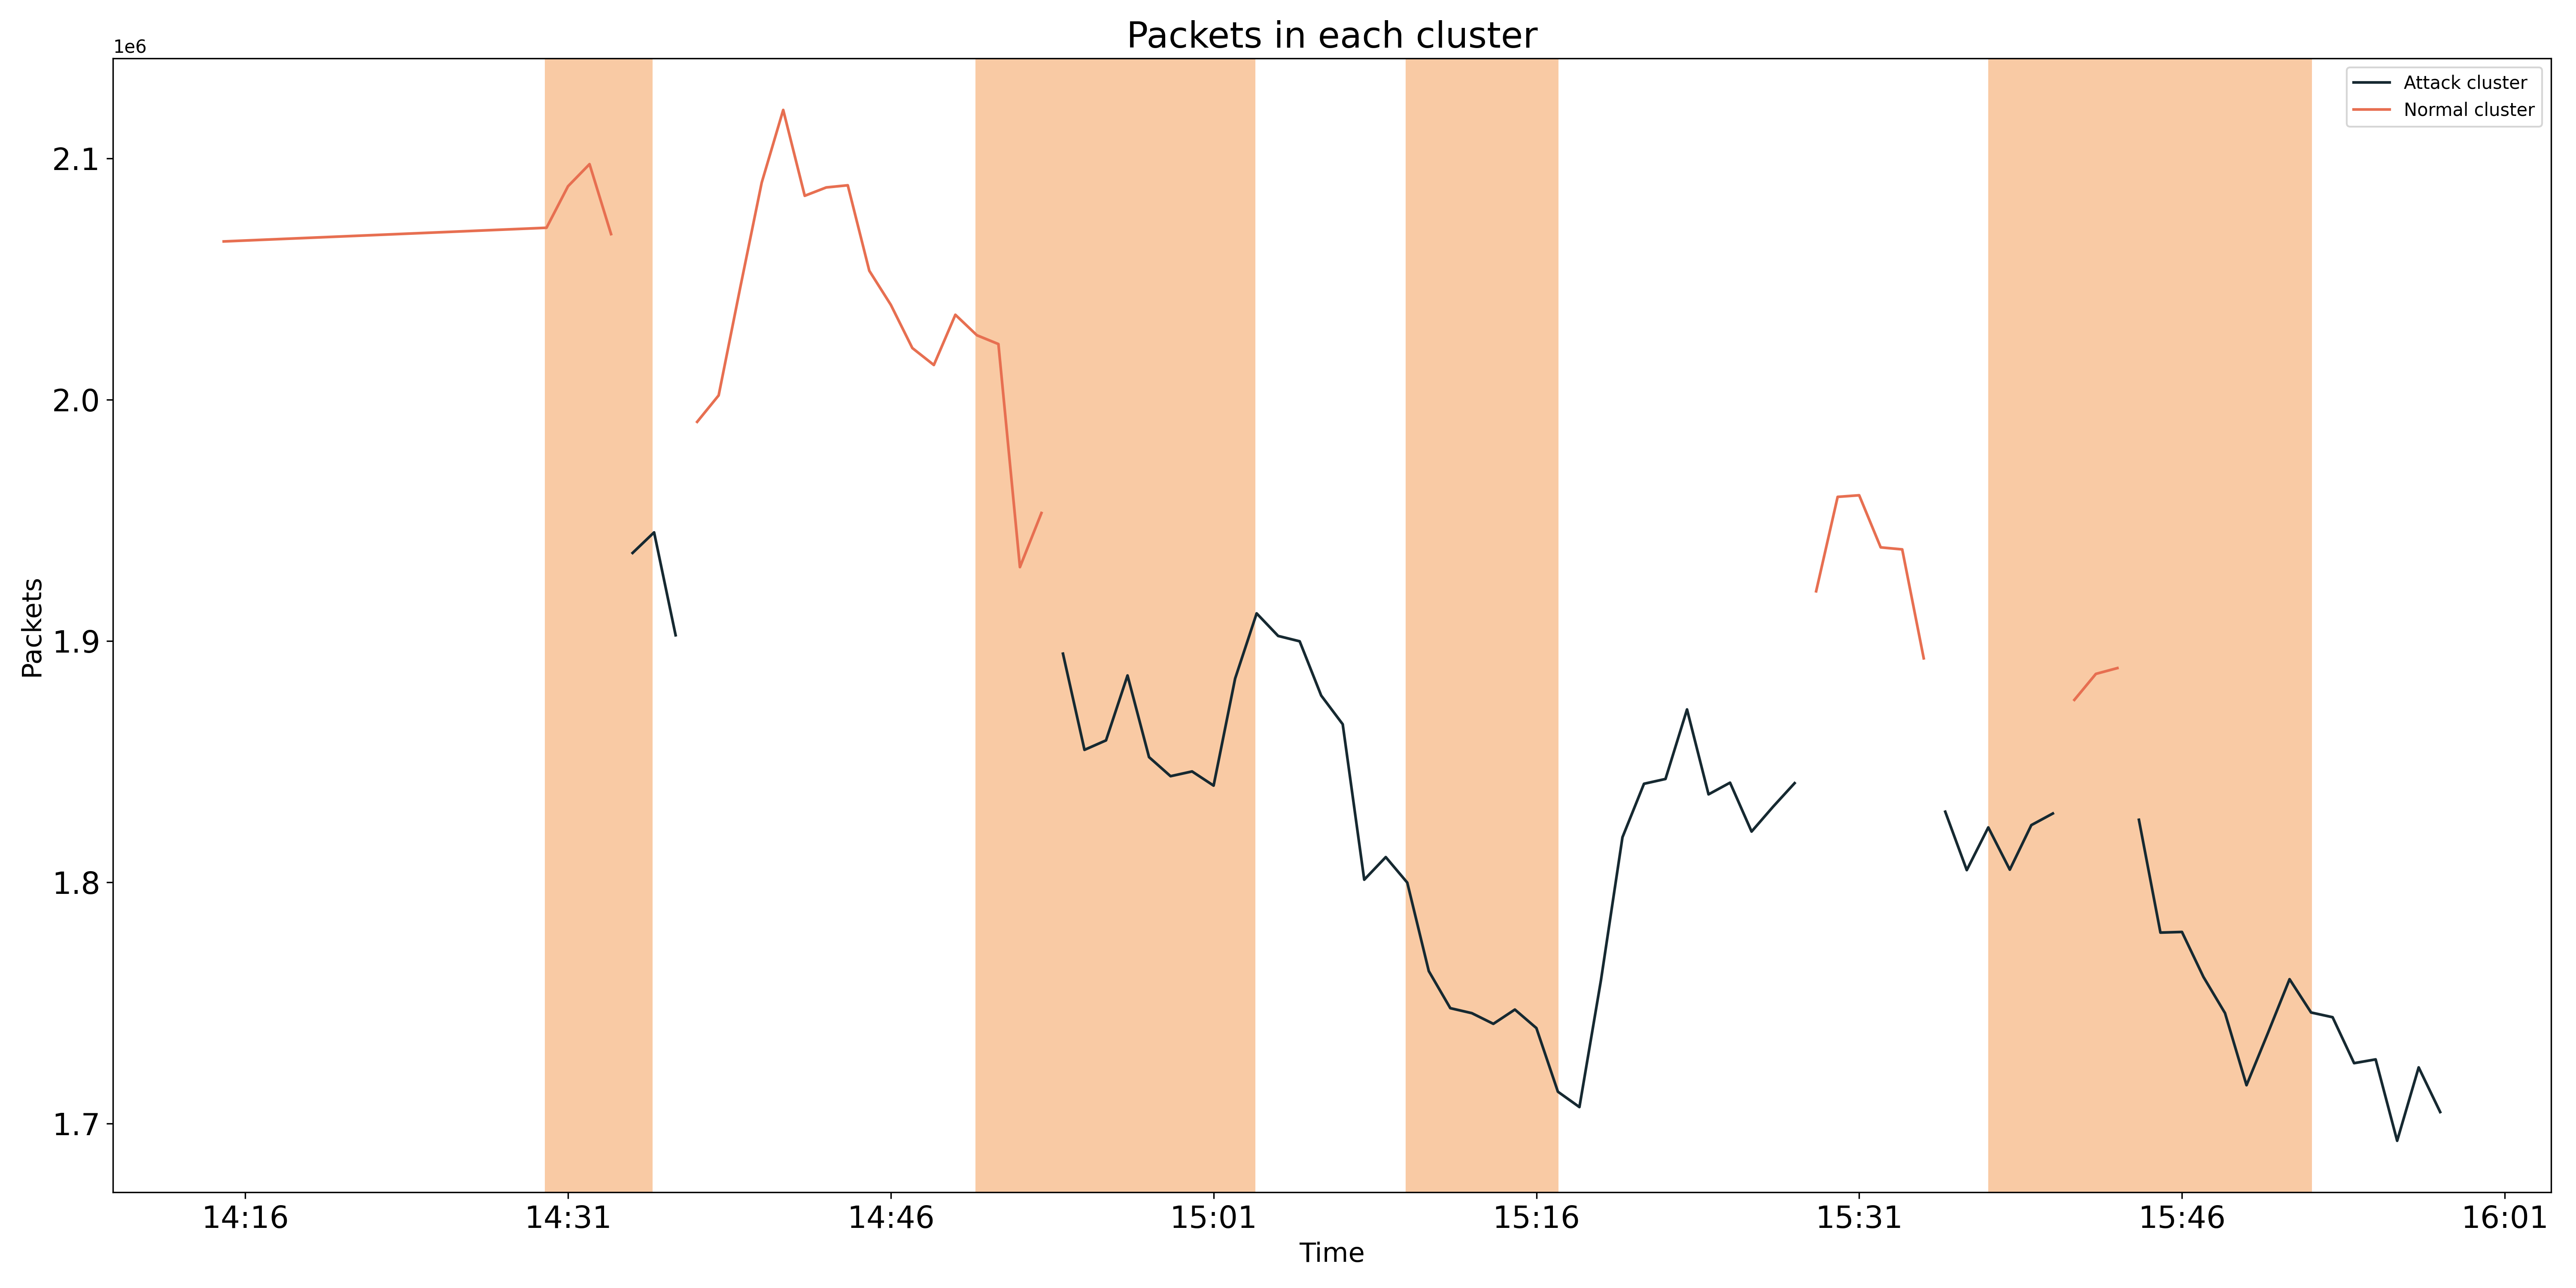 Packets in each cluster
1e6
Attack cluster
Normal cluster
2.1
2.0
1.9
1.8
1.7
Packets
14:16 14:31 14:46 15:01 15:16 15:31 15:46 16:01
Time